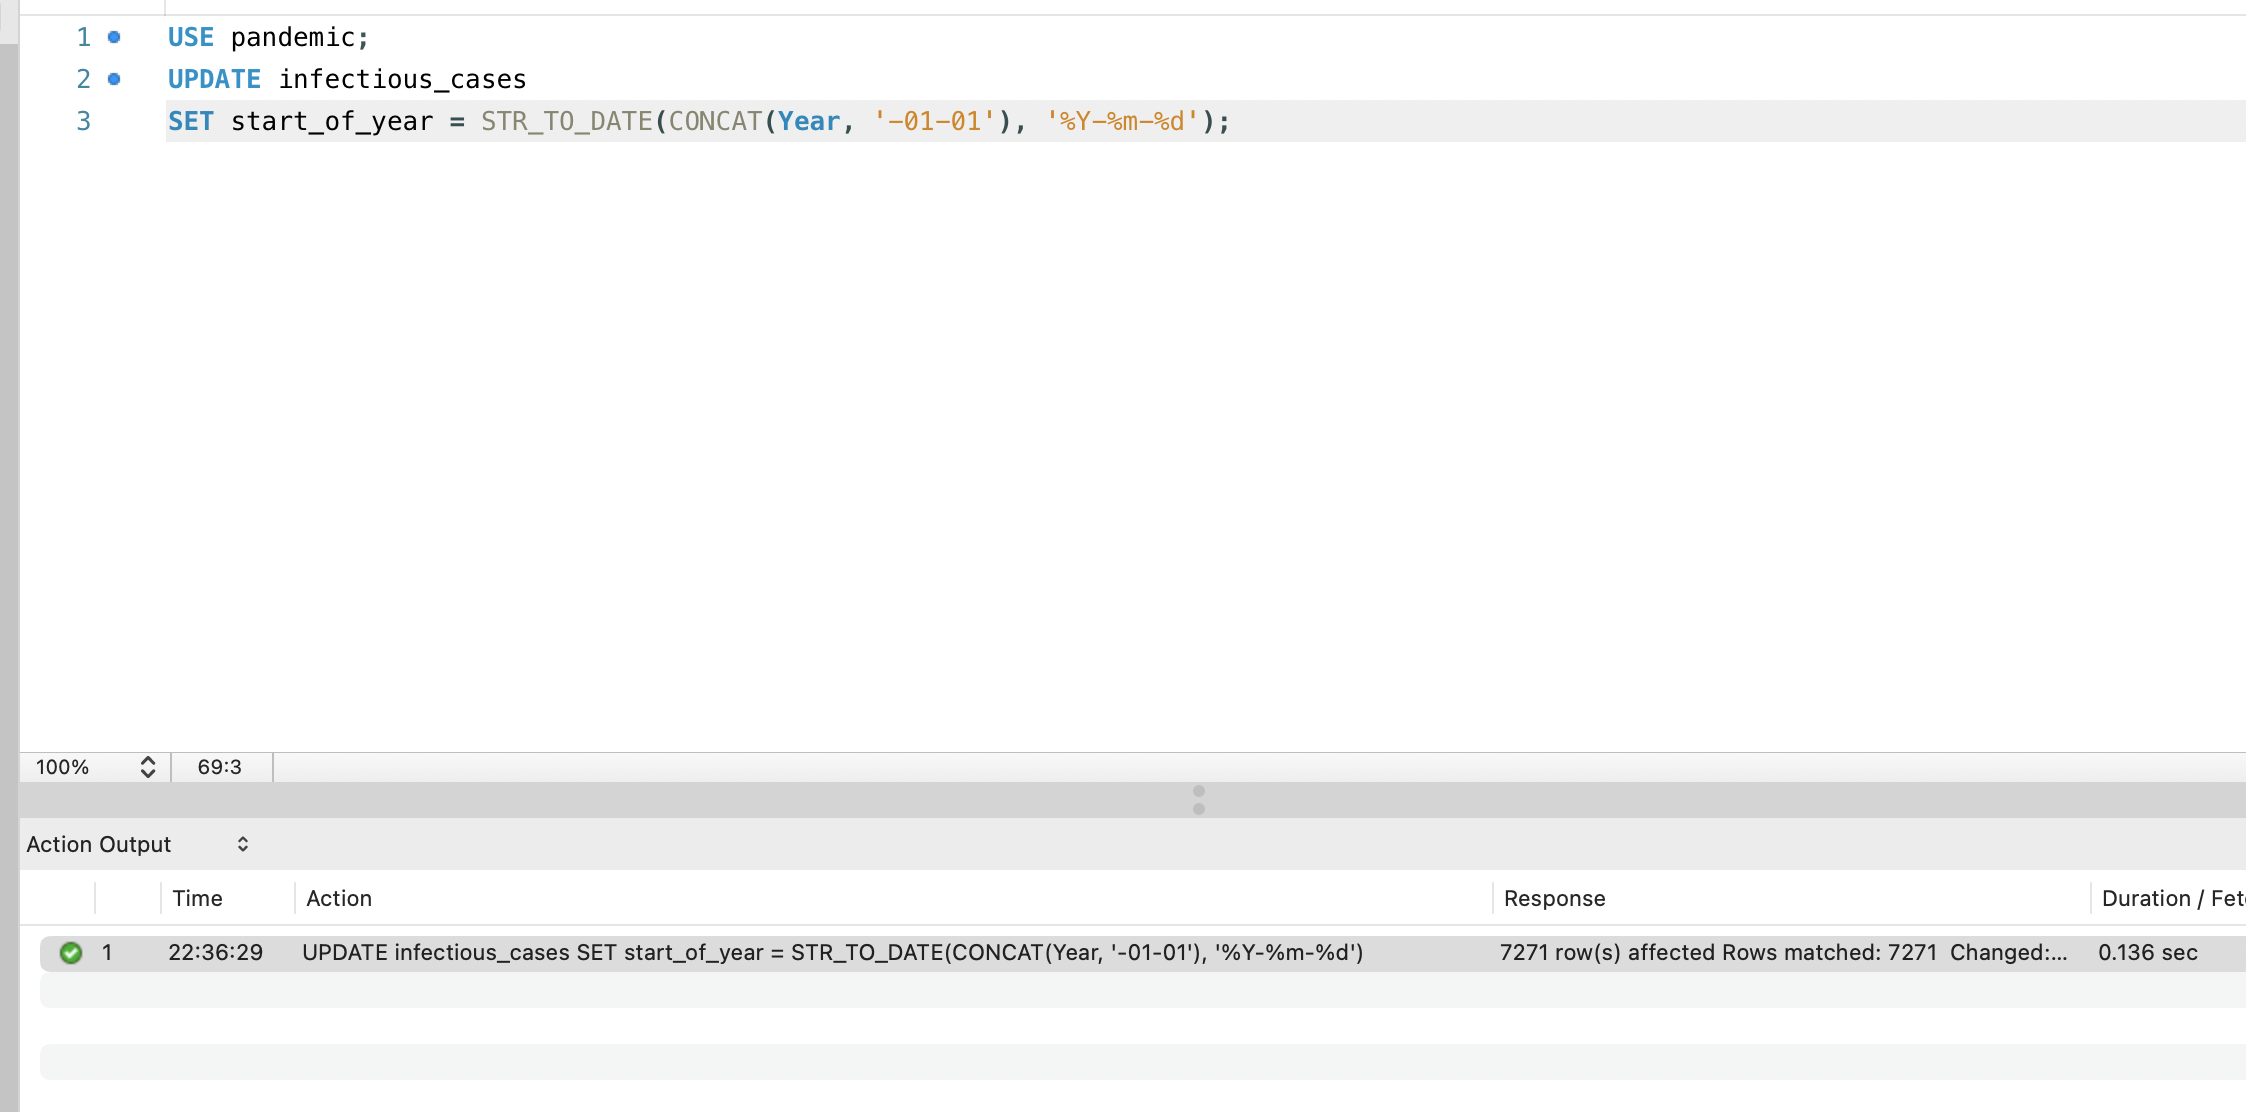 1 USE pandemic;
2 UPDATE infectious_cases
3 SET start_of_year = STR_TO_DATE(CONCAT(Year, '-01-01'), '%Y-%m-%d');
100% 69:3
Action Output
Time Action Response Duration / Fet
1 22:36:29 UPDATE infectious_cases SET start_of_year = STR_TO_DATE(CONCAT(Year, '-01-01'), '%Y-%m-%d') 7271 row(s) affected Rows matched: 7271 Changed:... 0.136 sec